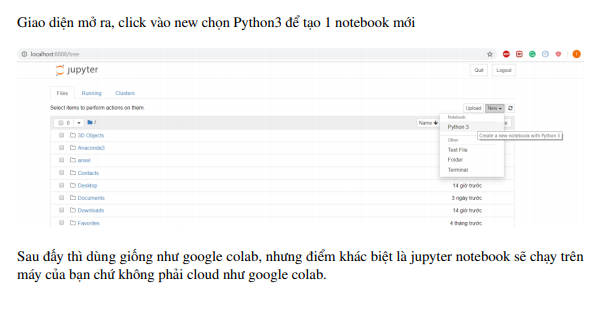 Giao diện mở ra, click vào new chọn Python3 để tạo 1 notebook mới
localhost:8888/tree
jupyter
Quit Logout
Files Running Clusters
Select items to perform actions on them.
Upload New
0 /
Name
Notebook:
Python 3
Create a new notebook with Python 3
Other:
Text File
Folder
Terminal
3D Objects
Anaconda3
ansel
Contacts
Desktop 14 giờ trước
Documents 3 ngày trước
Downloads 14 giờ trước
Favorites 4 tháng trước
Sau đấy thì dùng giống như google colab, nhưng điểm khác biệt là jupyter notebook sẽ chạy trên
máy của bạn chứ không phải cloud như google colab.